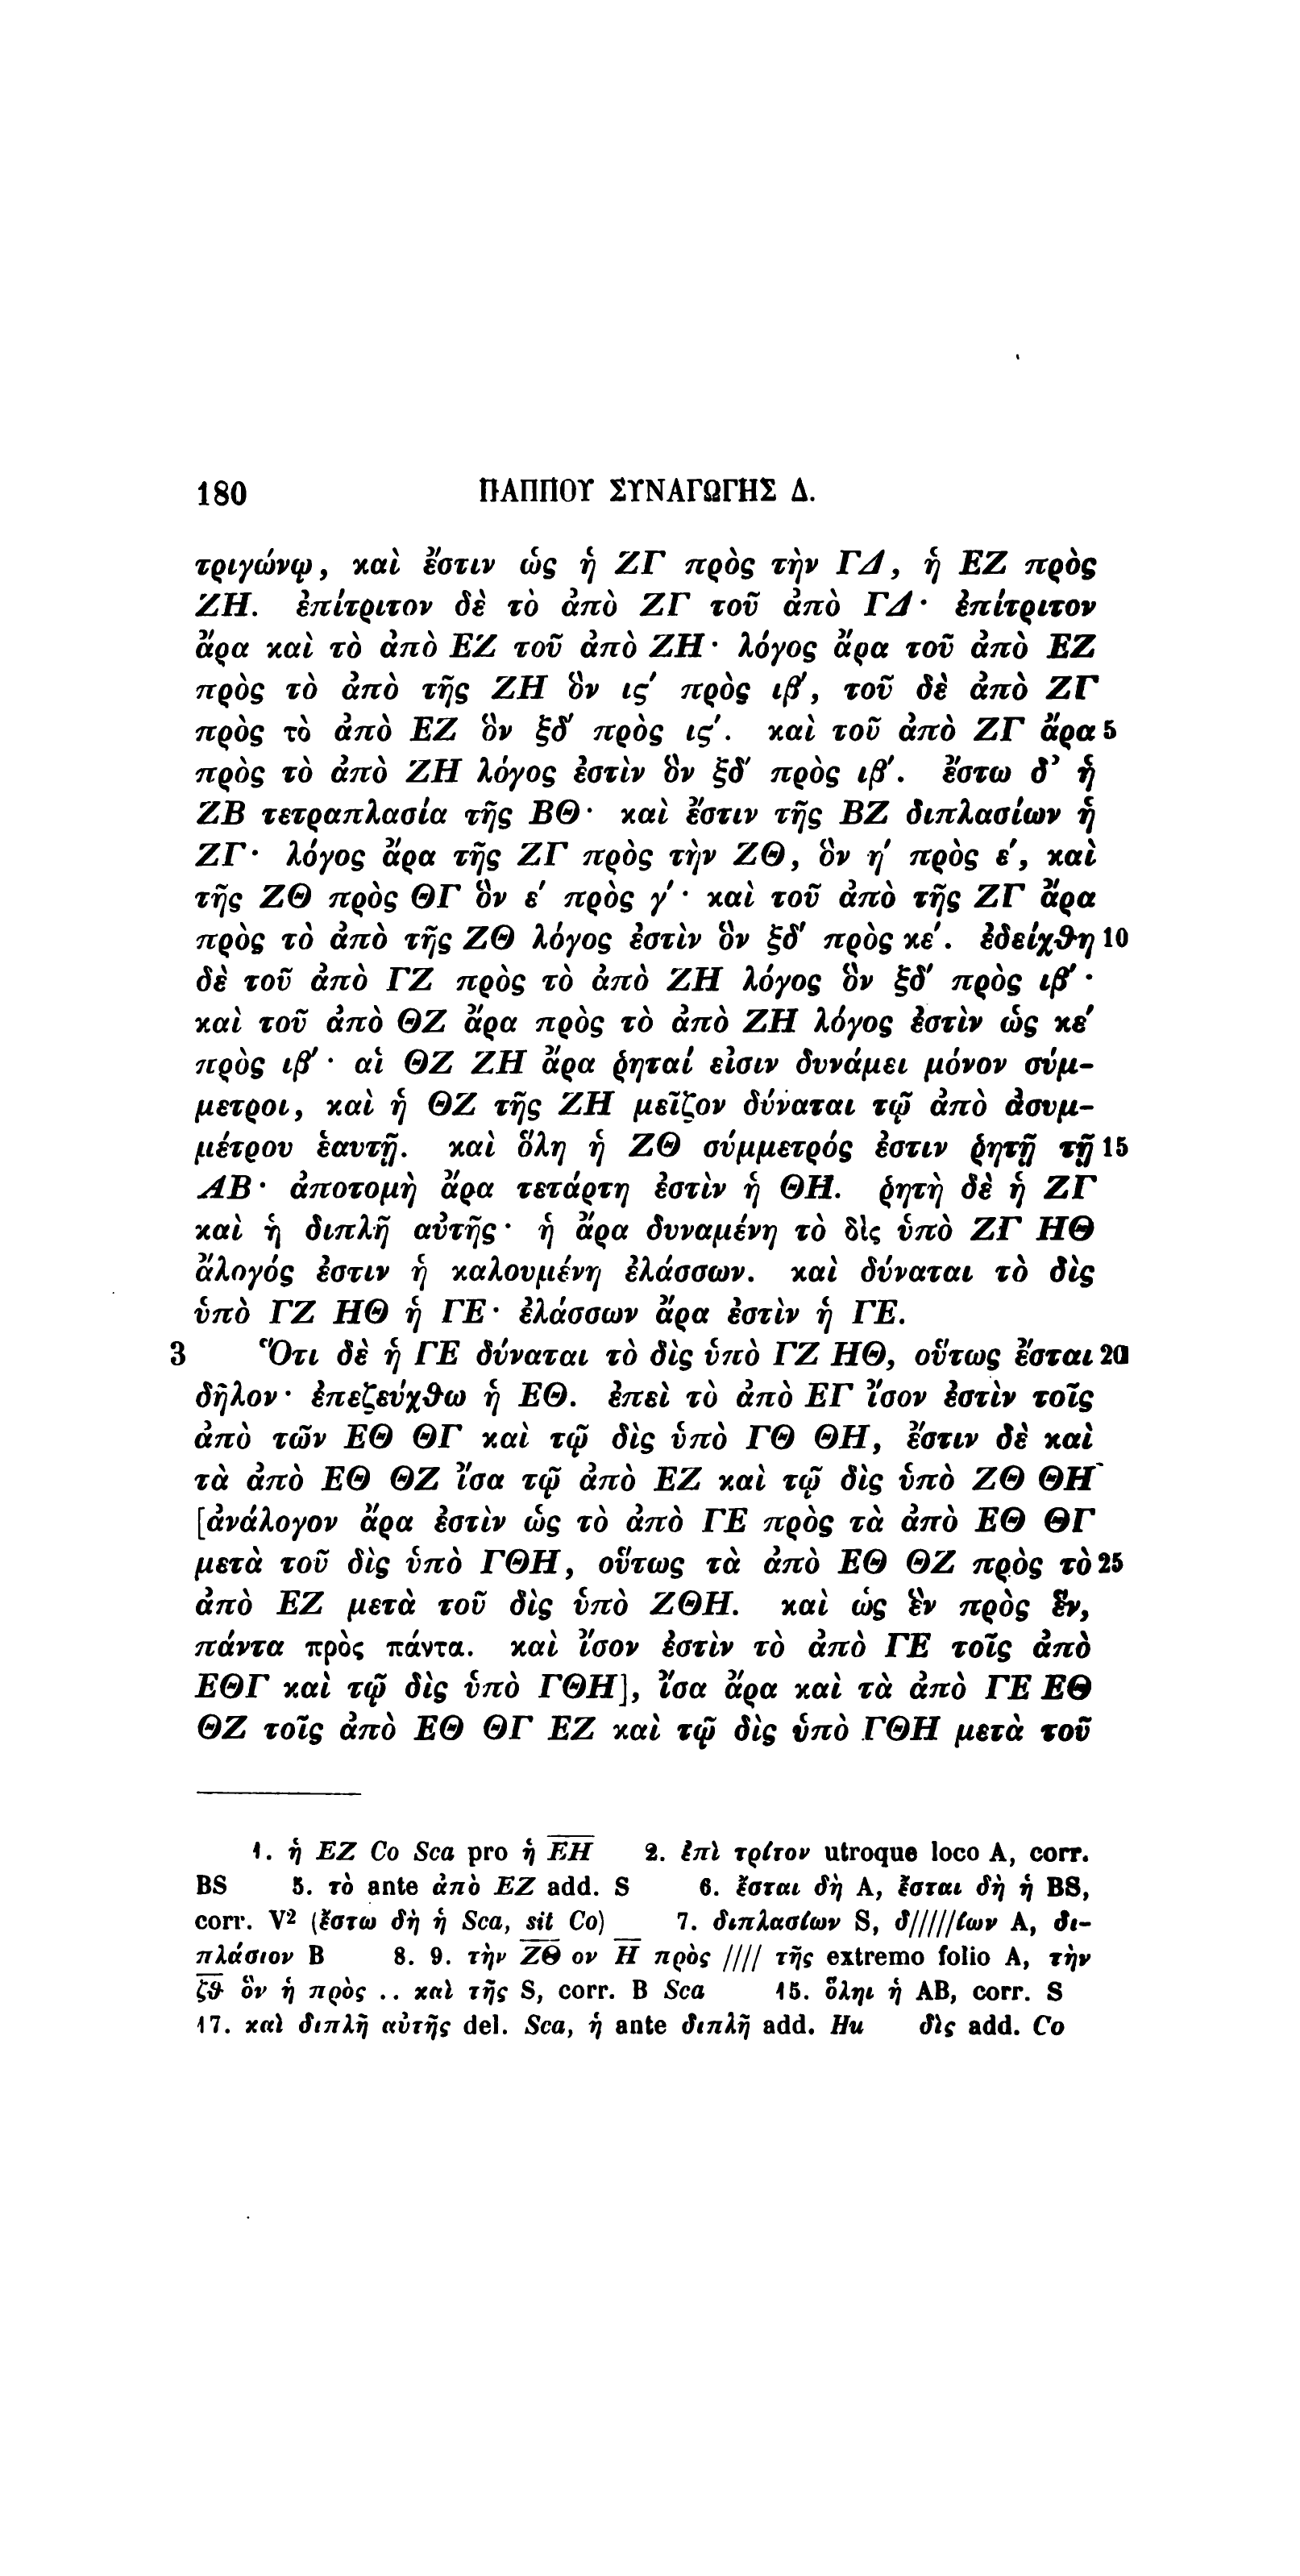 180 ΠΑΠΠΟΥ ΣΥΝΑΓΩΓΗΣ Δ.
τριγώνῳ, καὶ ἔστιν ὡς ἡ ΖΓ πρὸς τὴν ΓΔ, ἡ ΕΖ πρὸς
ΖΗ. ἐπίτριτον δὲ τὸ ἀπὸ ΖΓ τοῦ ἀπὸ ΓΔ· ἐπίτριτον
ἄρα καὶ τὸ ἀπὸ ΕΖ τοῦ ἀπὸ ΖΗ· λόγος ἄρα τοῦ ἀπὸ ΕΖ
πρὸς τὸ ἀπὸ τῆς ΖΗ ὃν ις′ πρὸς ιβ′, τοῦ δὲ ἀπὸ ΖΓ
πρὸς τὸ ἀπὸ ΕΖ ὃν ξδ′ πρὸς ις′. καὶ τοῦ ἀπὸ ΖΓ ἄρα 5
πρὸς τὸ ἀπὸ ΖΗ λόγος ἐστὶν ὃν ξδ′ πρὸς ιβ′. ἔστω δ’ ἡ
ΖΒ τετραπλασία τῆς ΒΘ· καὶ ἔστιν τῆς ΒΖ διπλασίων ἡ
ΖΓ· λόγος ἄρα τῆς ΖΓ πρὸς τὴν ΖΘ, ὃν η′ πρὸς ε′, καὶ
τῆς ΖΘ πρὸς ΘΓ ὃν ε′ πρὸς γ′· καὶ τοῦ ἀπὸ τῆς ΖΓ ἄρα
πρὸς τὸ ἀπὸ τῆς ΖΘ λόγος ἐστὶν ὃν ξδ′ πρὸς κε′. ἐδείχθη 10
δὲ τοῦ ἀπὸ ΓΖ πρὸς τὸ ἀπὸ ΖΗ λόγος ὃν ξδ′ πρὸς ιβ′·
καὶ τοῦ ἀπὸ ΘΖ ἄρα πρὸς τὸ ἀπὸ ΖΗ λόγος ἐστὶν ὡς κε′
πρὸς ιβ′· αἱ ΘΖ ΖΗ ἄρα ῥηταί εἰσιν δυνάμει μόνον σύμ-
μετροι, καὶ ἡ ΘΖ τῆς ΖΗ μεῖζον δύναται τῷ ἀπὸ ἀσυμ-
μέτρου ἑαυτῇ. καὶ ὅλη ἡ ΖΘ σύμμετρός ἐστιν ῥητῇ τῇ 15
ΑΒ· ἀποτομὴ ἄρα τετάρτη ἐστὶν ἡ ΘΗ. ῥητὴ δὲ ἡ ΖΓ
καὶ ἡ διπλῆ αὐτῆς· ἡ ἄρα δυναμένη τὸ δὶς ὑπὸ ΖΓ ΗΘ
ἄλογός ἐστιν ἡ καλουμένη ἐλάσσων. καὶ δύναται τὸ δὶς
ὑπὸ ΓΖ ΗΘ ἡ ΓΕ· ἐλάσσων ἄρα ἐστὶν ἡ ΓΕ.
3 Ὅτι δὲ ἡ ΓΕ δύναται τὸ δὶς ὑπὸ ΓΖ ΗΘ, οὕτως ἔσται 20
δῆλον· ἐπεζεύχθω ἡ ΕΘ. ἐπεὶ τὸ ἀπὸ ΕΓ ἴσον ἐστὶν τοῖς
ἀπὸ τῶν ΕΘ ΘΓ καὶ τῷ δὶς ὑπὸ ΓΘ ΘΗ, ἔστιν δὲ καὶ
τὰ ἀπὸ ΕΘ ΘΖ ἴσα τῷ ἀπὸ ΕΖ καὶ τῷ δὶς ὑπὸ ΖΘ ΘΗ
[ἀνάλογον ἄρα ἐστὶν ὡς τὸ ἀπὸ ΓΕ πρὸς τὰ ἀπὸ ΕΘ ΘΓ
μετὰ τοῦ δὶς ὑπὸ ΓΘΗ, οὕτως τὰ ἀπὸ ΕΘ ΘΖ πρὸς τὸ 25
ἀπὸ ΕΖ μετὰ τοῦ δὶς ὑπὸ ΖΘΗ. καὶ ὡς ἓν πρὸς ἕν,
πάντα πρὸς πάντα. καὶ ἴσον ἐστὶν τὸ ἀπὸ ΓΕ τοῖς ἀπὸ
ΕΘΓ καὶ τῷ δὶς ὑπὸ ΓΘΗ], ἴσα ἄρα καὶ τὰ ἀπὸ ΓΕ ΕΘ
ΘΖ τοῖς ἀπὸ ΕΘ ΘΓ ΕΖ καὶ τῷ δὶς ὑπὸ ΓΘΗ μετὰ τοῦ
1. ἡ ΕΖ Co Sca pro ἡ Ε̅Η̅ 2. ἐπὶ τρίτον utroque loco A, corr.
BS 5. τὸ ante ἀπὸ ΕΖ add. S 6. ἔσται δὴ A, ἔσται δὴ ἡ BS,
corr. V² (ἔστω δὴ ἡ Sca, sit Co) 7. διπλασίων S, δ/////ίων A, δι-
πλάσιον B 8. 9. τὴν Ζ̅Θ̅ ον Η̅ πρὸς //// τῆς extremo folio A, τὴν
ζ̅θ̅ ὃν ἡ πρὸς .. καὶ τῆς S, corr. B Sca 15. ὅληι ἡ AB, corr. S
17. καὶ διπλῆ αὐτῆς del. Sca, ἡ ante διπλῆ add. Hu δὶς add. Co